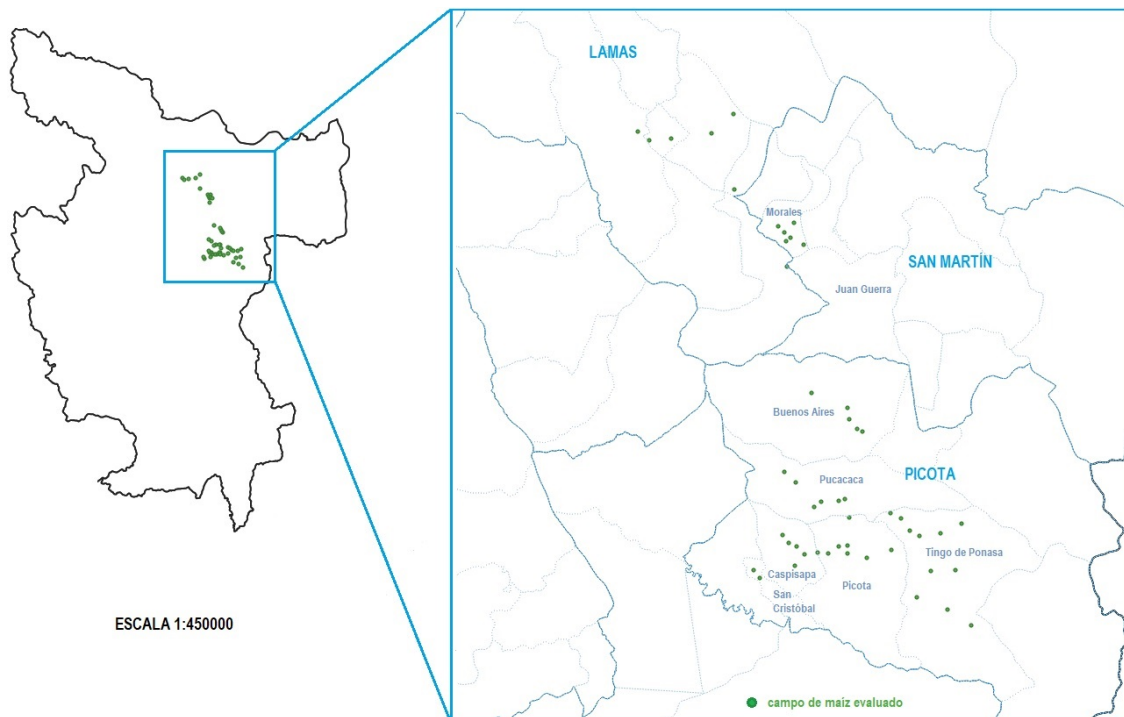 LAMAS
Morales
SAN MARTÍN
Juan Guerra
Buenos Aires
PICOTA
Pucacaca
Tingo de Ponasa
Caspisapa
Picota
San
Cristóbal
ESCALA 1:450000
campo de maíz evaluado